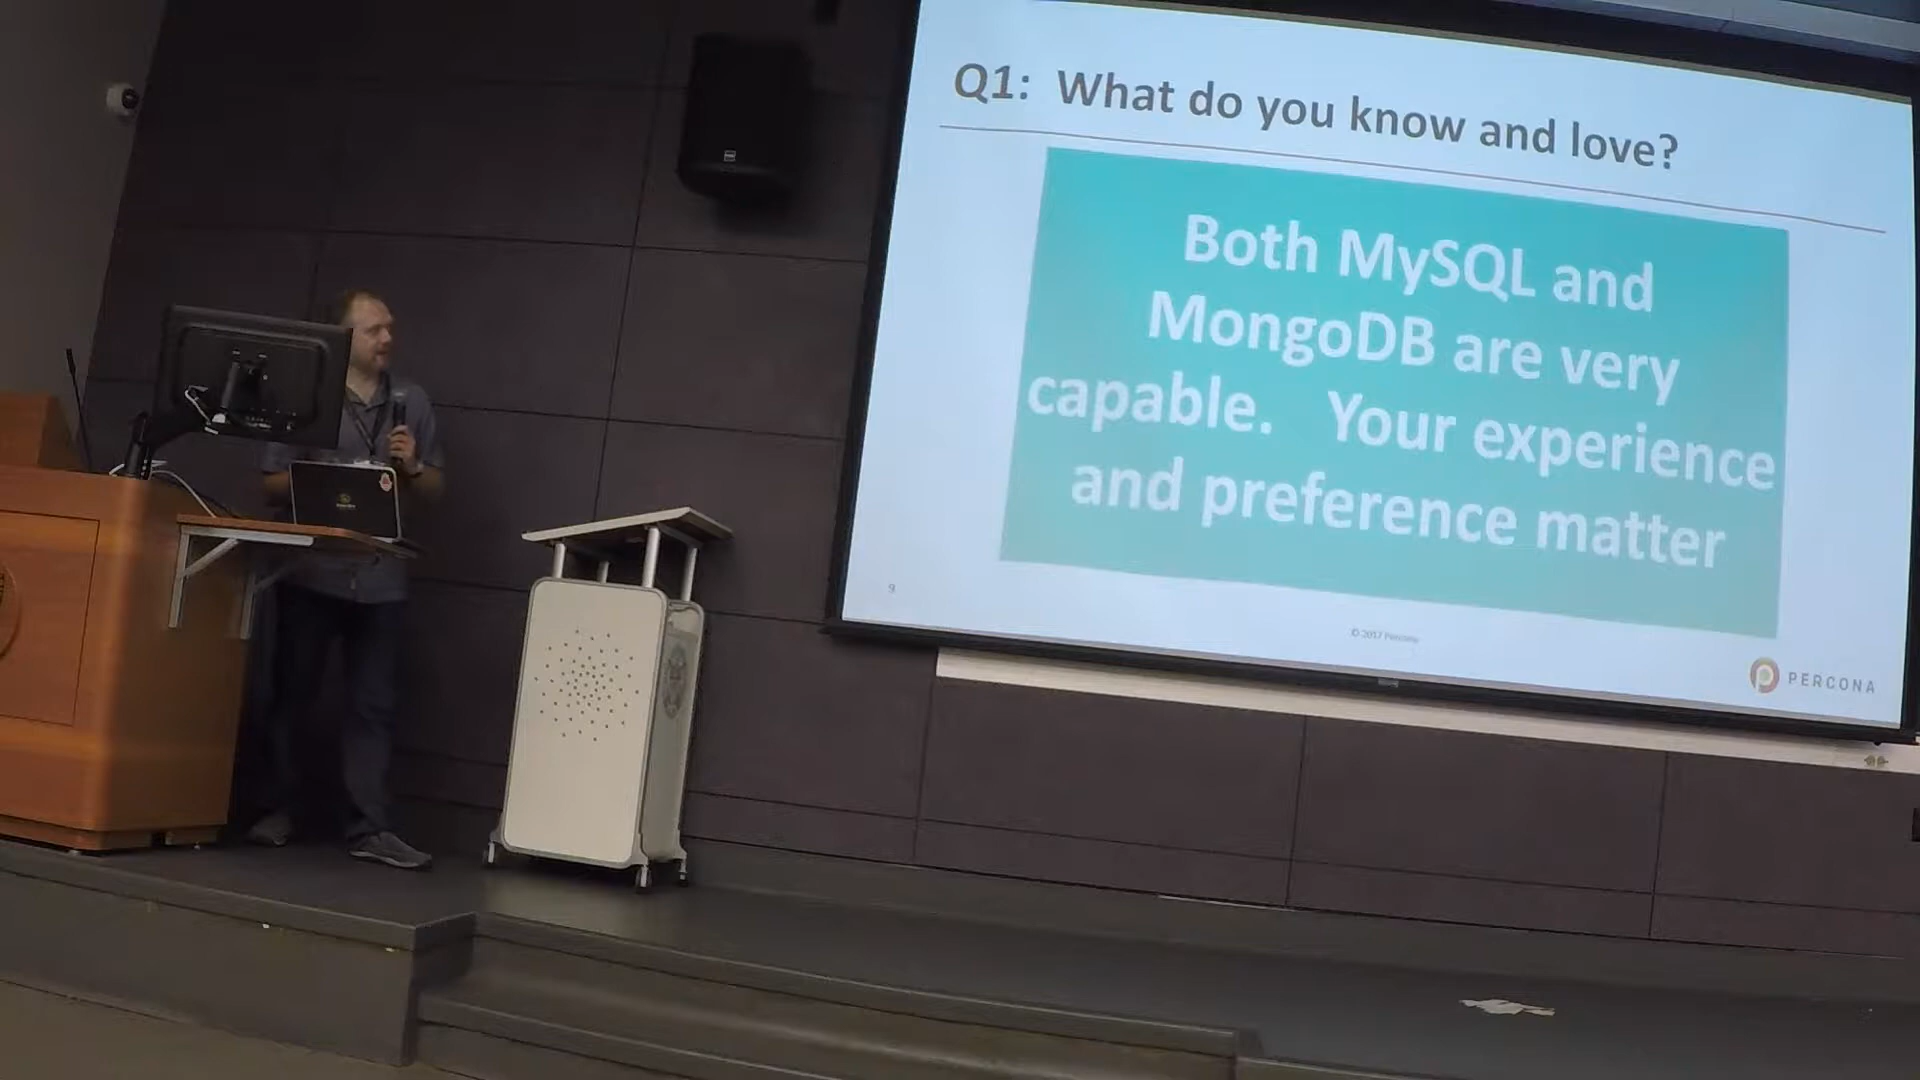 Q1: What do you know and love?
Both MySQL and
MongoDB are very
capable. Your experience
and preference matter
9
© 2017 Percona
PERCONA